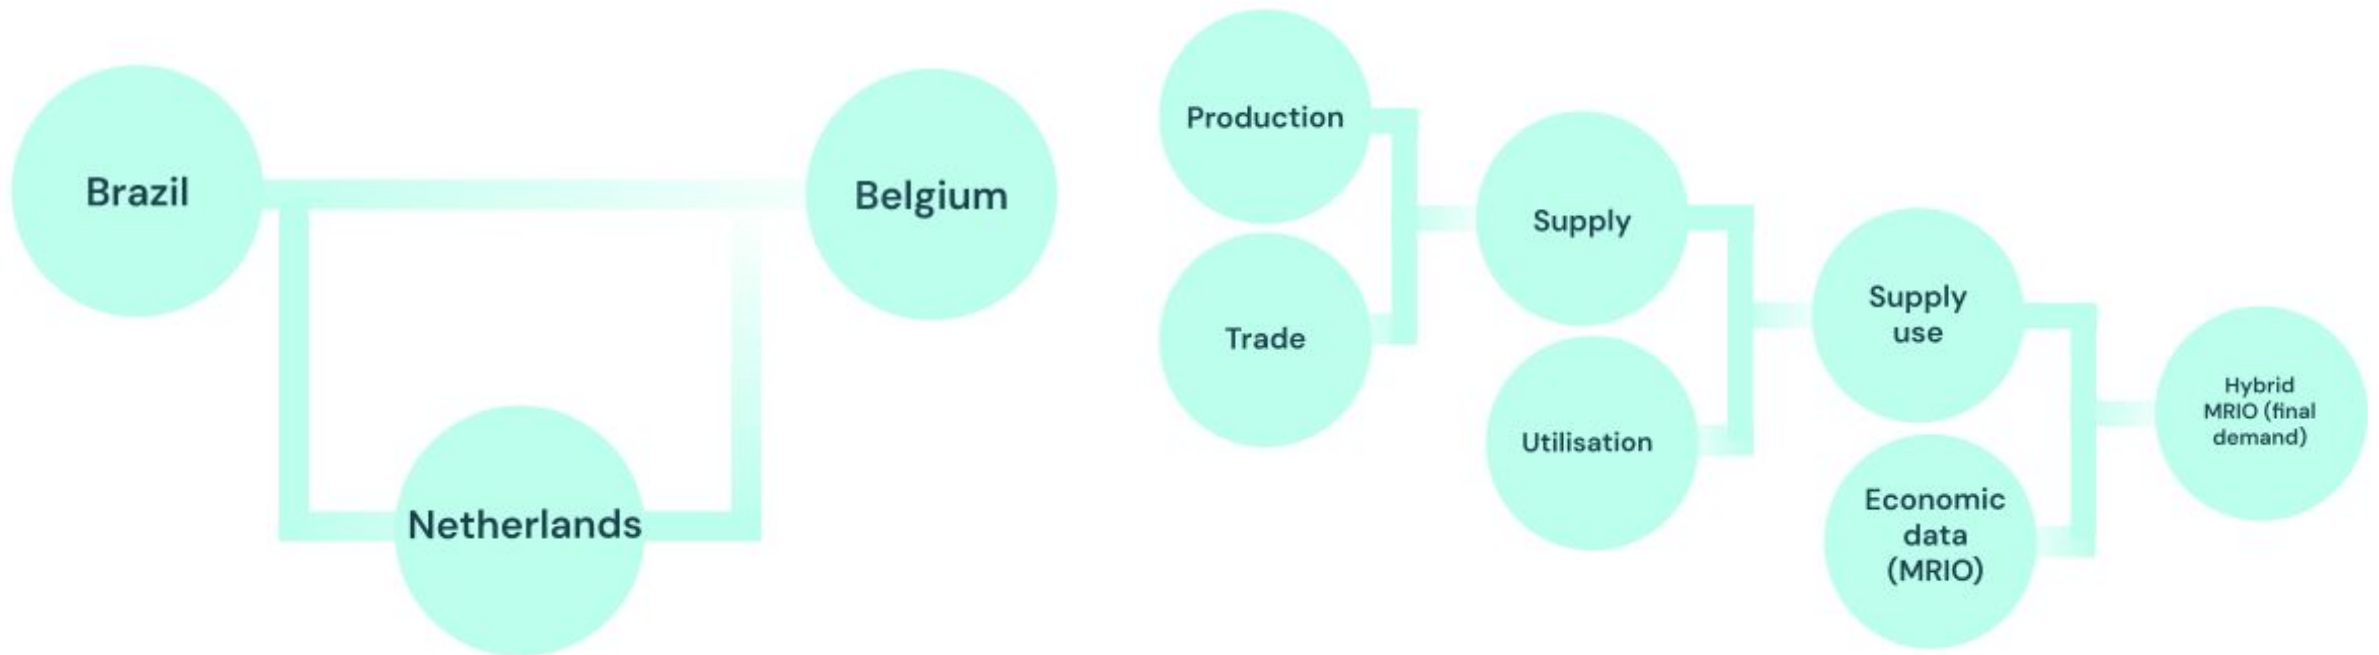 Brazil
Belgium
Netherlands
Production
Trade
Supply
Utilisation
Supply
use
Economic
data
(MRIO)
Hybrid
MRIO (final
demand)